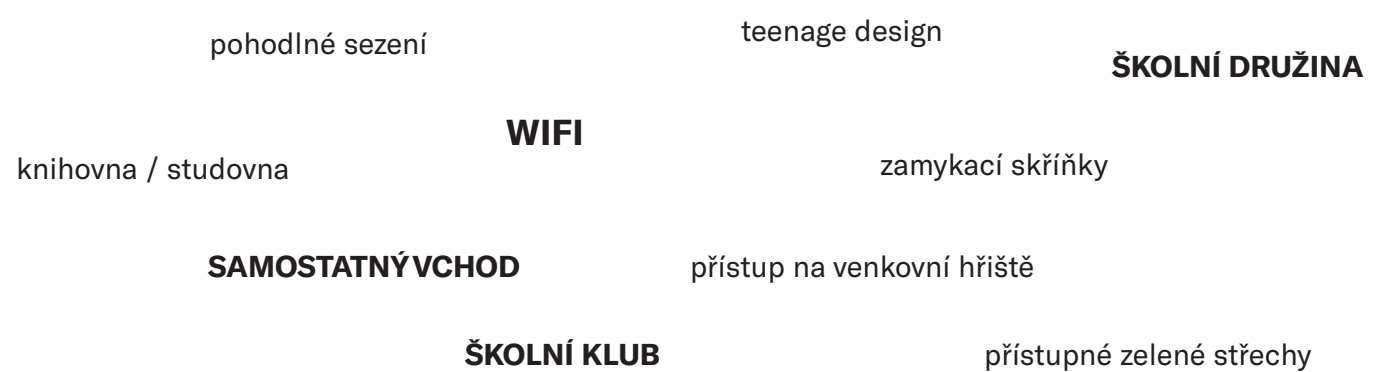 teenage design
pohodlné sezení
ŠKOLNÍ DRUŽINA
WIFI
knihovna / studovna
zamykací skříňky
SAMOSTATNÝ VCHOD
přístup na venkovní hřiště
ŠKOLNÍ KLUB
přístupné zelené střechy